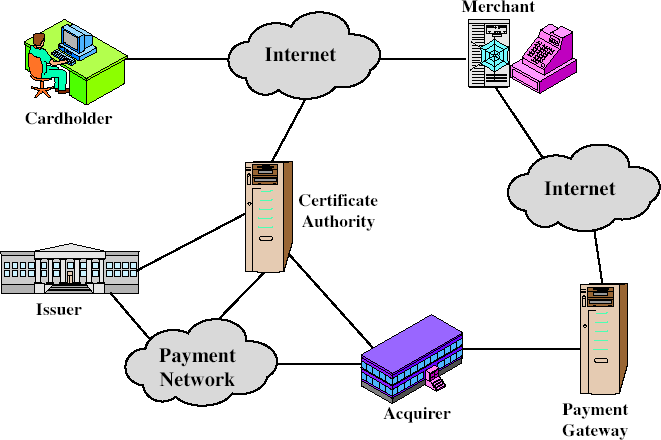 Merchant
Internet
Cardholder
Certificate
Authority
Internet
Issuer
Payment
Network
Acquirer
Payment
Gateway